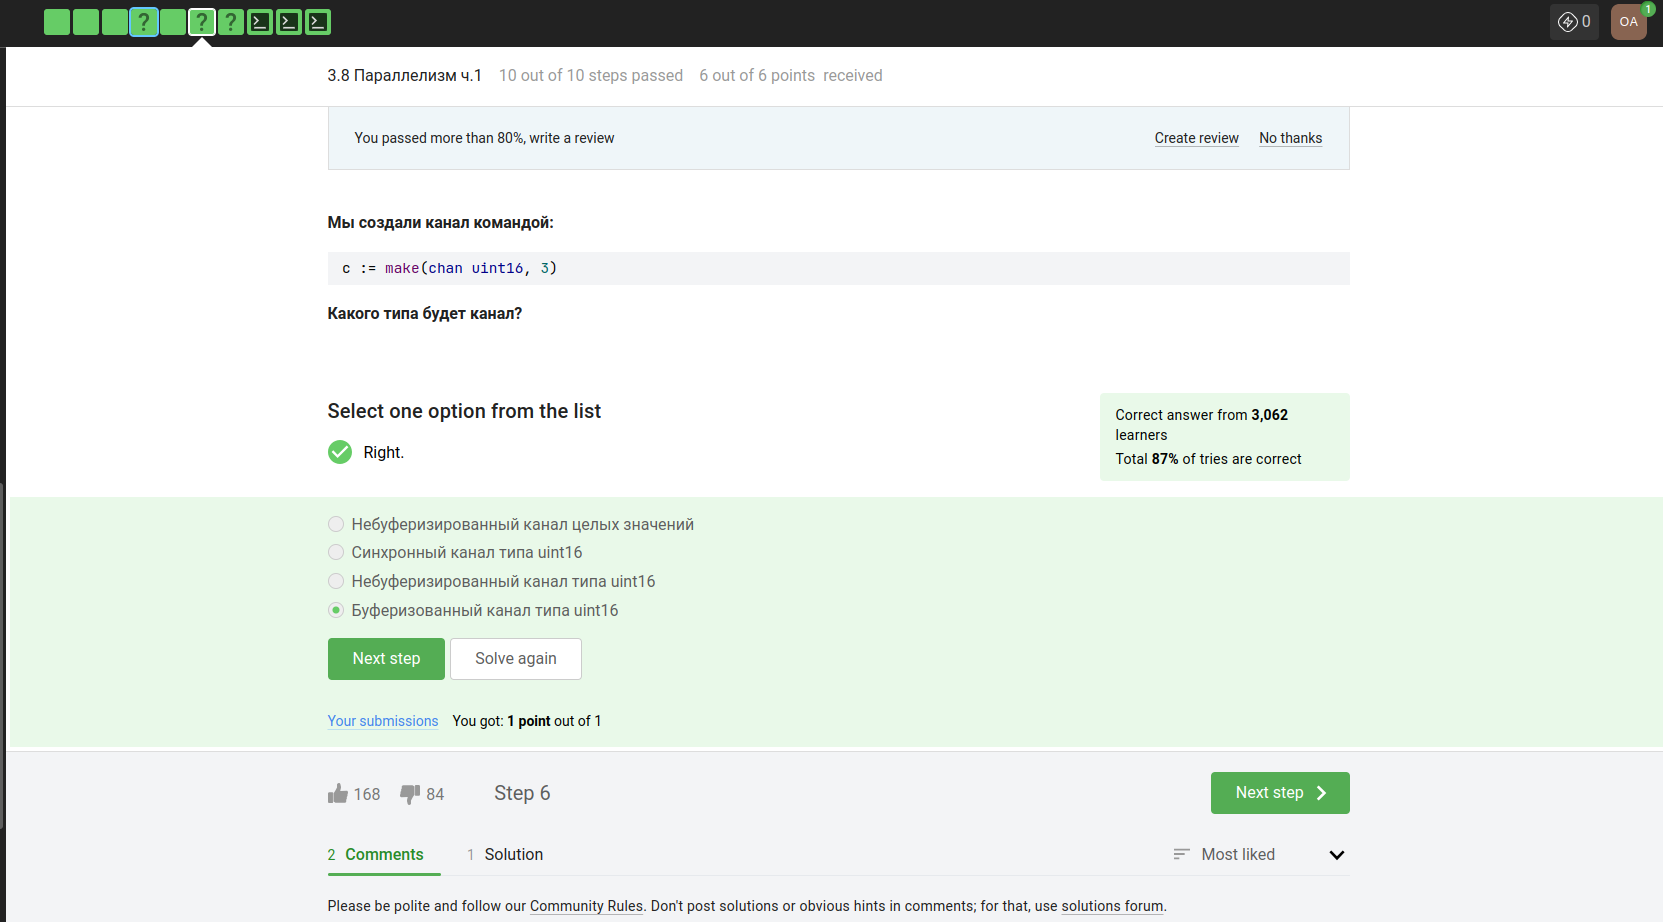 ? ? ?
0
OA
1
3.8 Параллелизм ч.1 10 out of 10 steps passed 6 out of 6 points received
You passed more than 80%, write a review Create review No thanks
Мы создали канал командой:
c := make(chan uint16, 3)
Какого типа будет канал?
Select one option from the list
Right.
Correct answer from 3,062
learners
Total 87% of tries are correct
Небуферизированный канал целых значений
Синхронный канал типа uint16
Небуферизированный канал типа uint16
Буферизованный канал типа uint16
Next step Solve again
Your submissions You got: 1 point out of 1
168 84 Step 6 Next step
2 Comments 1 Solution Most liked
Please be polite and follow our Community Rules. Don't post solutions or obvious hints in comments; for that, use solutions forum.